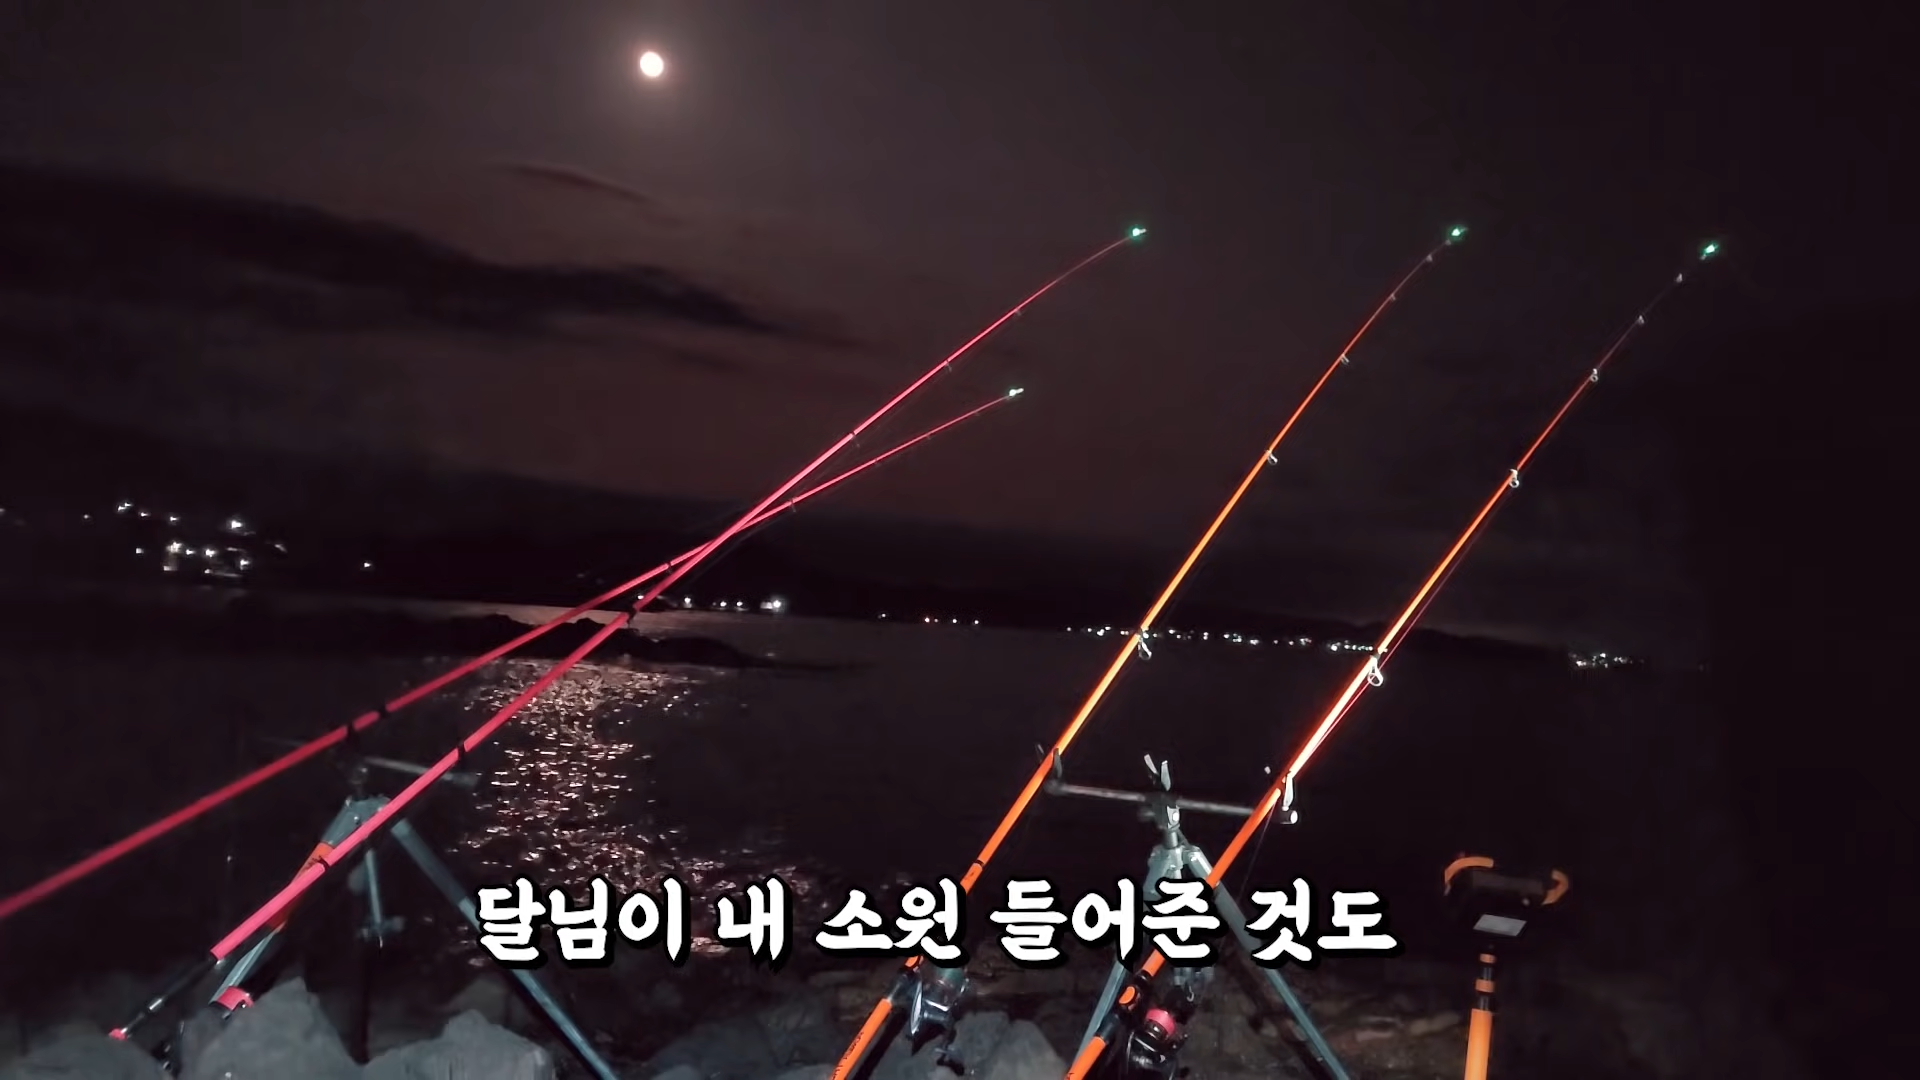 달님이 내 소원 들어준 것도